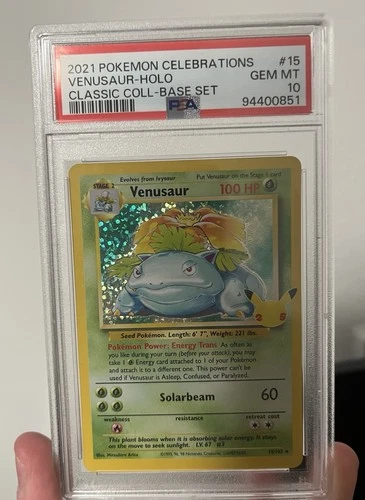 2021 POKEMON CELEBRATIONS #15
VENUSAUR-HOLO GEM MT
CLASSIC COLL-BASE SET 10
PSA 94400851
Evolves from Ivysaur Put Venusaur on the Stage 1 card
STAGE 2 Venusaur 100 HP
25
Seed Pokémon. Length: 6' 7", Weight: 221 lbs.
Pokémon Power: Energy Trans As often as
you like during your turn (before your attack), you may
take 1 Energy card attached to 1 of your Pokémon
and attach it to a different one. This power can't be
used if Venusaur is Asleep, Confused, or Paralyzed.
Solarbeam 60
weakness resistance retreat cost
This plant blooms when it is absorbing solar energy. It stays
on the move to seek sunlight. LV. 67 #3
Illus. Mitsuhiro Arita